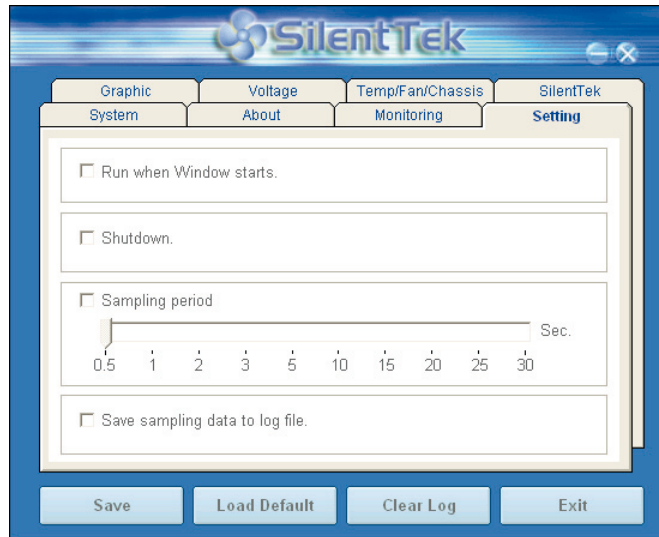 SilentTek
Graphic Voltage Temp/Fan/Chassis SilentTek
System About Monitoring Setting
Run when Window starts.
Shutdown.
Sampling period
Sec.
0.5 1 2 3 5 10 15 20 25 30
Save sampling data to log file.
Save Load Default Clear Log Exit